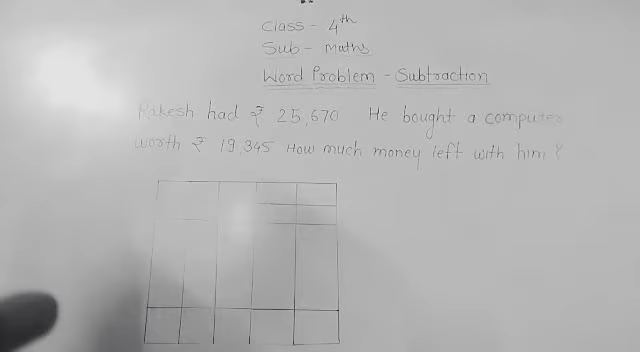 Class - 4th
Sub - Maths
Word Problem - Subtraction
Rakesh had ₹ 25,670 He bought a computer
worth ₹ 19,345 How much money left with him?